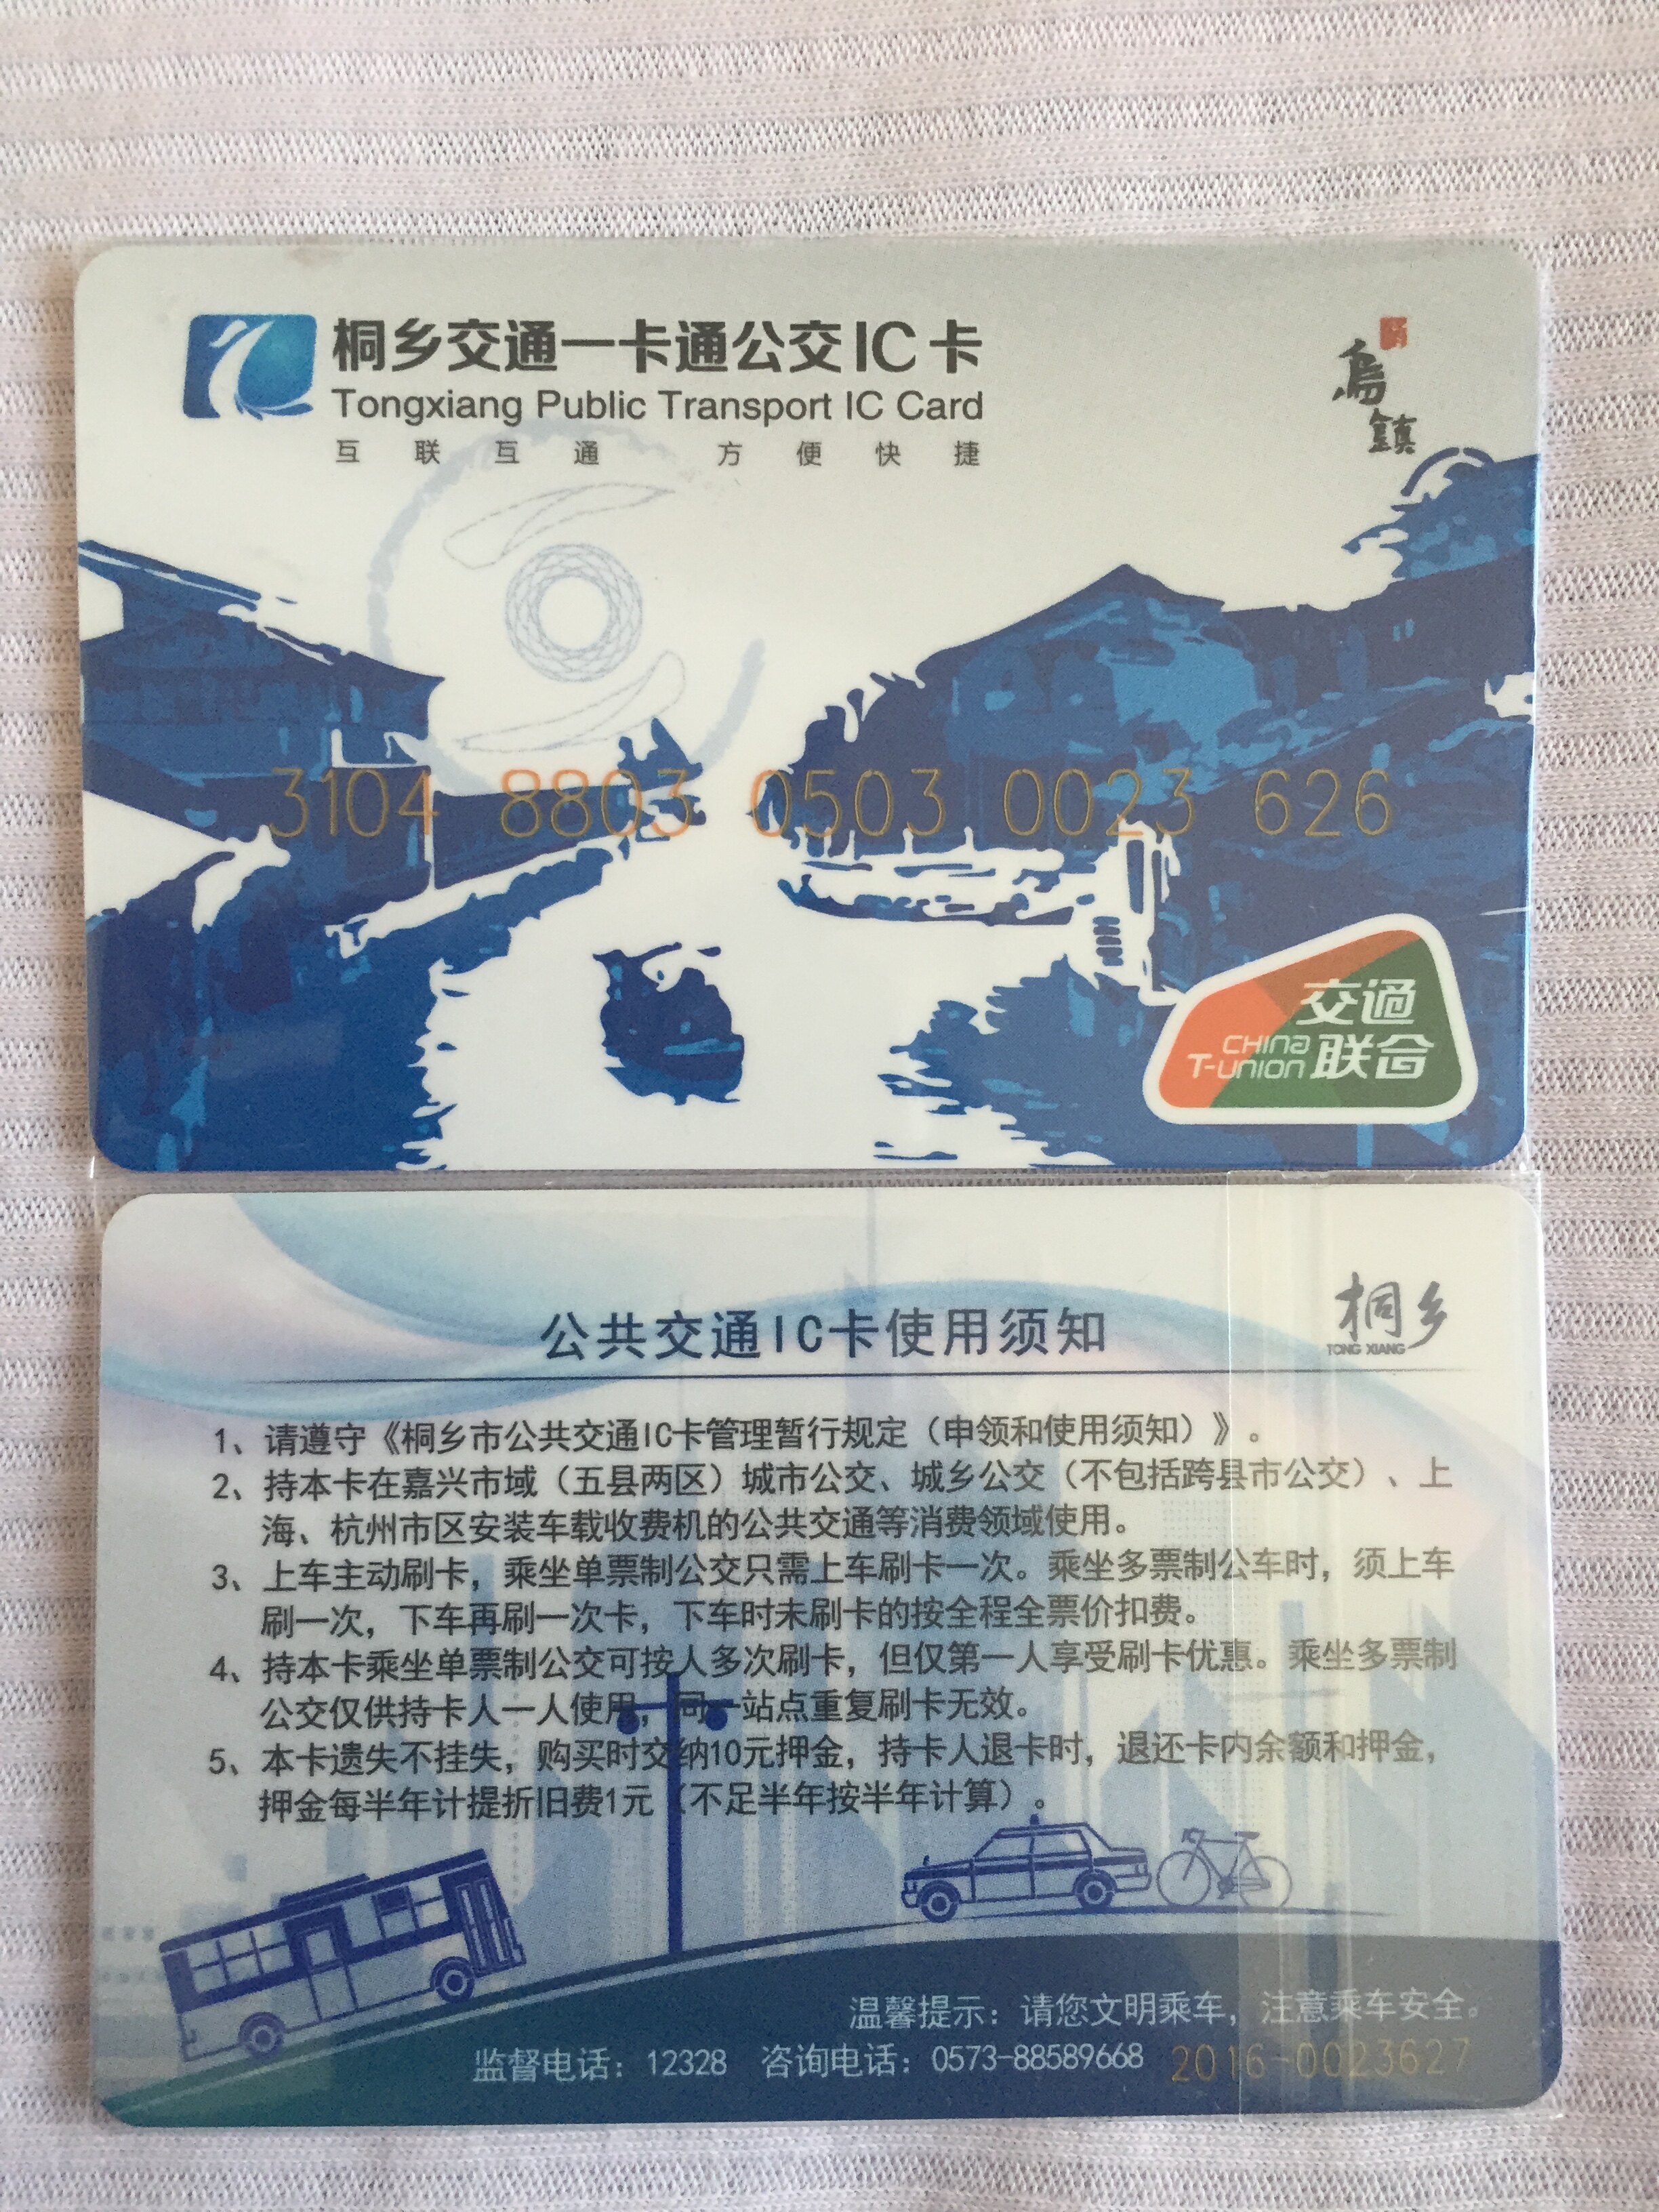 桐乡交通一卡通公交IC卡
Tongxiang Public Transport IC Card
互联互通 方便快捷
烏
鎮
3104 8803 0503 0023 626
交通
CHINA 联合
T-UNION
公共交通IC卡使用须知
桐乡
TONG XIANG
1、请遵守《桐乡市公共交通IC卡管理暂行规定（申领和使用须知）》。
2、持本卡在嘉兴市域（五县两区）城市公交、城乡公交（不包括跨县市公交）、上
海、杭州市区安装车载收费机的公共交通等消费领域使用。
3、上车主动刷卡，乘坐单票制公交只需上车刷卡一次。乘坐多票制公车时，须上车
刷一次，下车再刷一次卡，下车时未刷卡的按全程全票价扣费。
4、持本卡乘坐单票制公交可按人多次刷卡，但仅第一人享受刷卡优惠。乘坐多票制
公交仅供持卡人一人使用，同一站点重复刷卡无效。
5、本卡遗失不挂失，购买时交纳10元押金，持卡人退卡时，退还卡内余额和押金，
押金每半年计提折旧费1元（不足半年按半年计算）。
温馨提示：请您文明乘车，注意乘车安全。
监督电话：12328 咨询电话：0573-88589668 2016-0023627